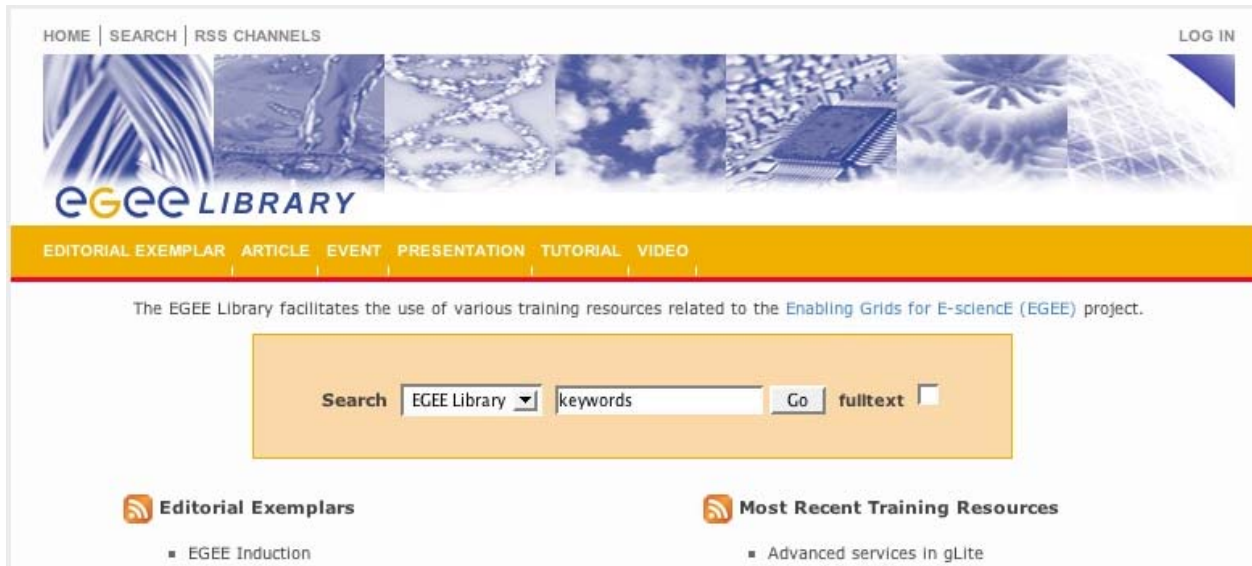 HOME | SEARCH | RSS CHANNELS LOG IN
eGee LIBRARY
EDITORIAL EXEMPLAR ARTICLE EVENT PRESENTATION TUTORIAL VIDEO
The EGEE Library facilitates the use of various training resources related to the Enabling Grids for E-sciencE (EGEE) project.
Search EGEE Library keywords Go fulltext
Editorial Exemplars Most Recent Training Resources
▪ EGEE Induction ▪ Advanced services in gLite